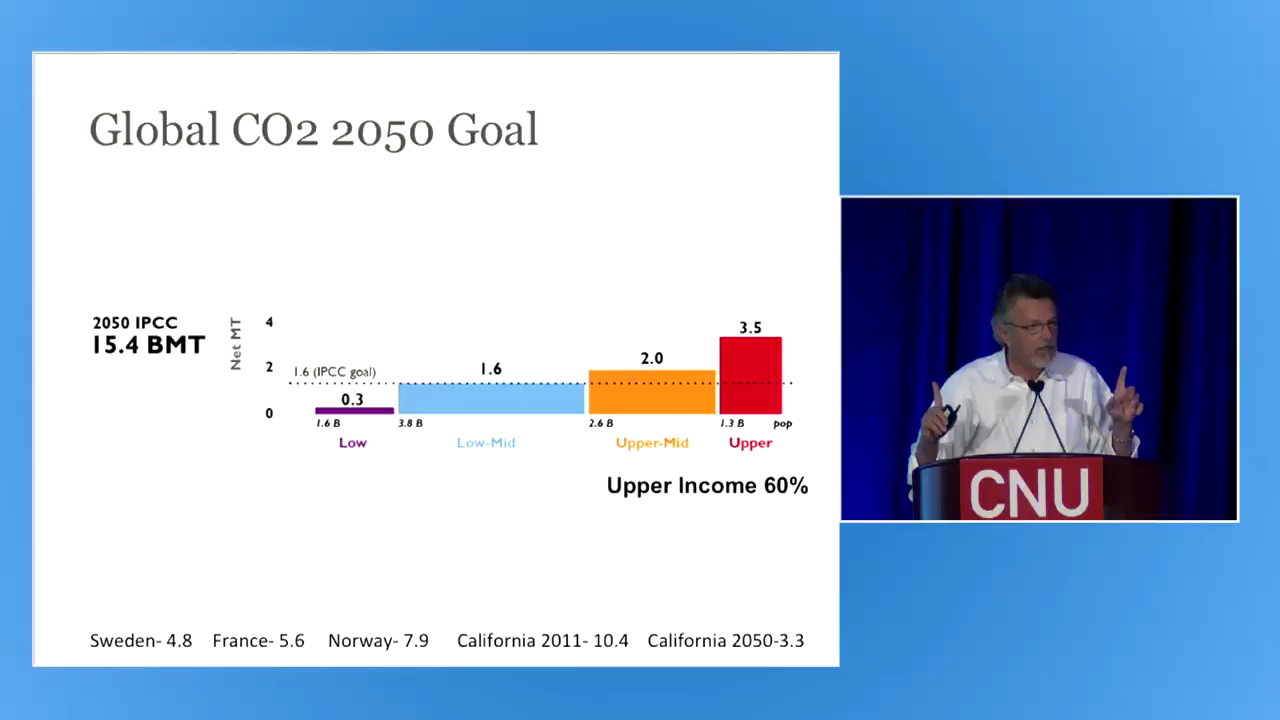 Global CO2 2050 Goal
2050 IPCC
15.4 BMT
Net MT
4
2
0
1.6 (IPCC goal)
0.3
1.6
2.0
3.5
1.6 B
3.8 B
2.6 B
1.3 B
pop
Low
Low-Mid
Upper-Mid
Upper
Upper Income 60%
Sweden- 4.8 France- 5.6 Norway- 7.9 California 2011- 10.4 California 2050-3.3
CNU